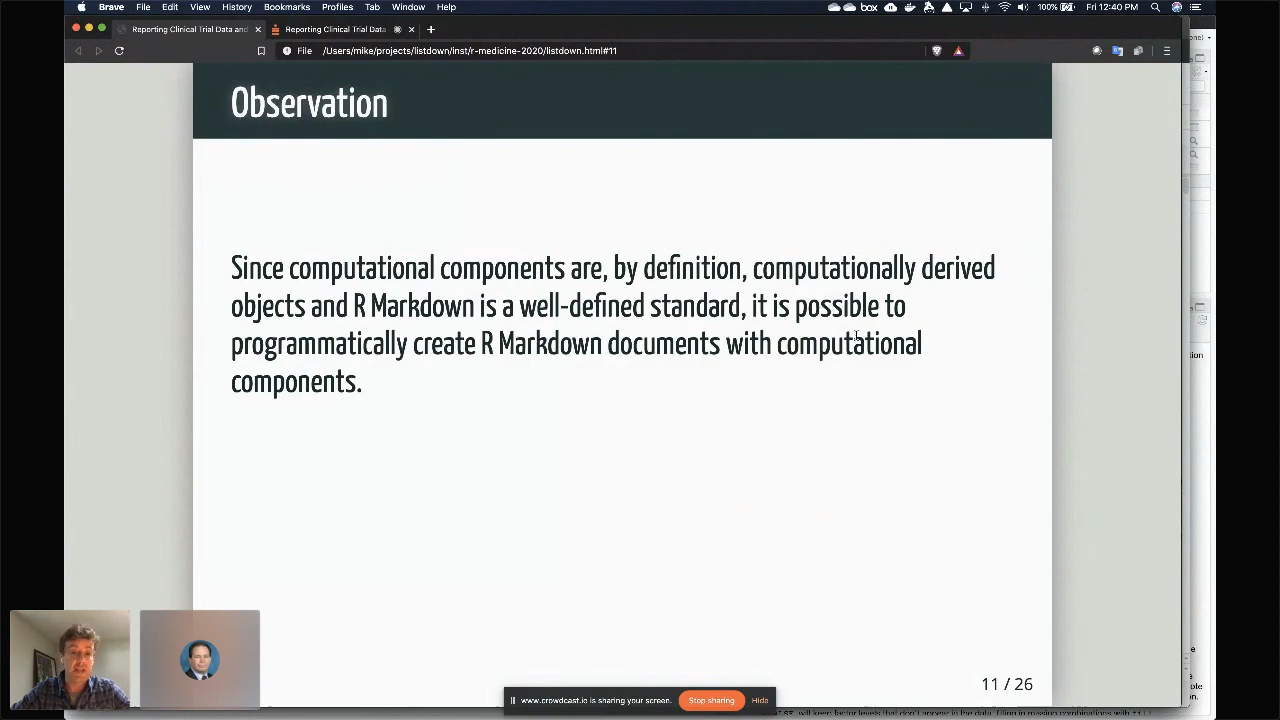 Brave File Edit View History Bookmarks Profiles Tab Window Help
box 100% Fri 12:40 PM
Reporting Clinical Trial Data and
Reporting Clinical Trial Data
File /Users/mike/projects/listdown/inst/r-medicine-2020/listdown.html#11
Observation
Since computational components are, by definition, computationally derived
objects and R Markdown is a well-defined standard, it is possible to
programmatically create R Markdown documents with computational
components.
11 / 26
www.crowdcast.io is sharing your screen. Stop sharing Hide